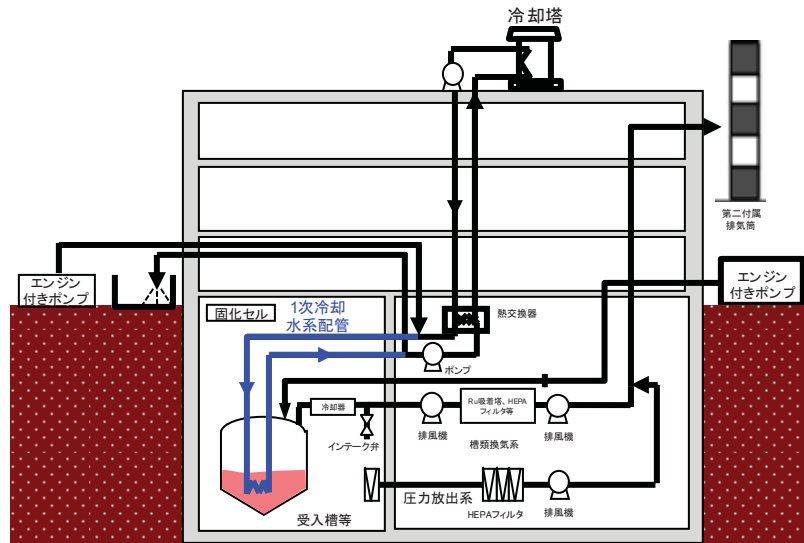 冷却塔
第二付属
排気筒
エンジン
付きポンプ
エンジン
付きポンプ
固化セル
1次冷却
水系配管
熱交換器
ポンプ
冷却器
Ru吸着塔、HEPA
フィルタ等
インテーク弁
排風機
槽類換気系
排風機
受入槽等
圧力放出系
HEPAフィルタ
排風機